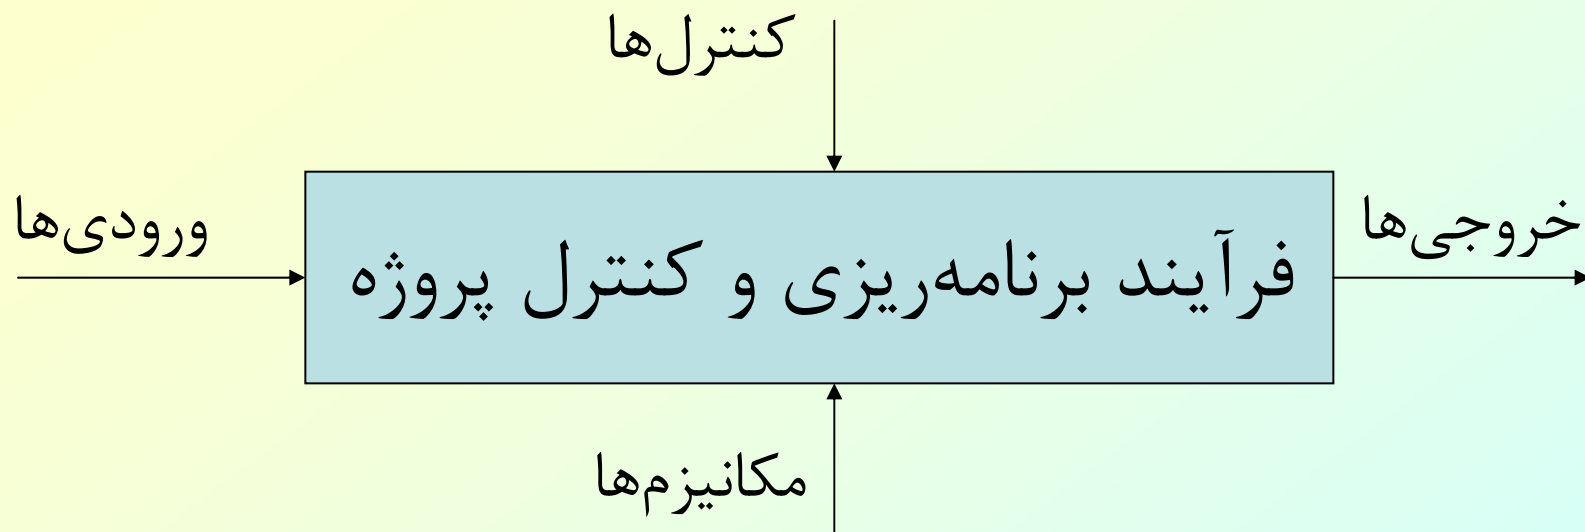 کنترل‌ها
ورودی‌ها
فرآیند برنامه‌ریزی و کنترل پروژه
خروجی‌ها
مکانیزم‌ها